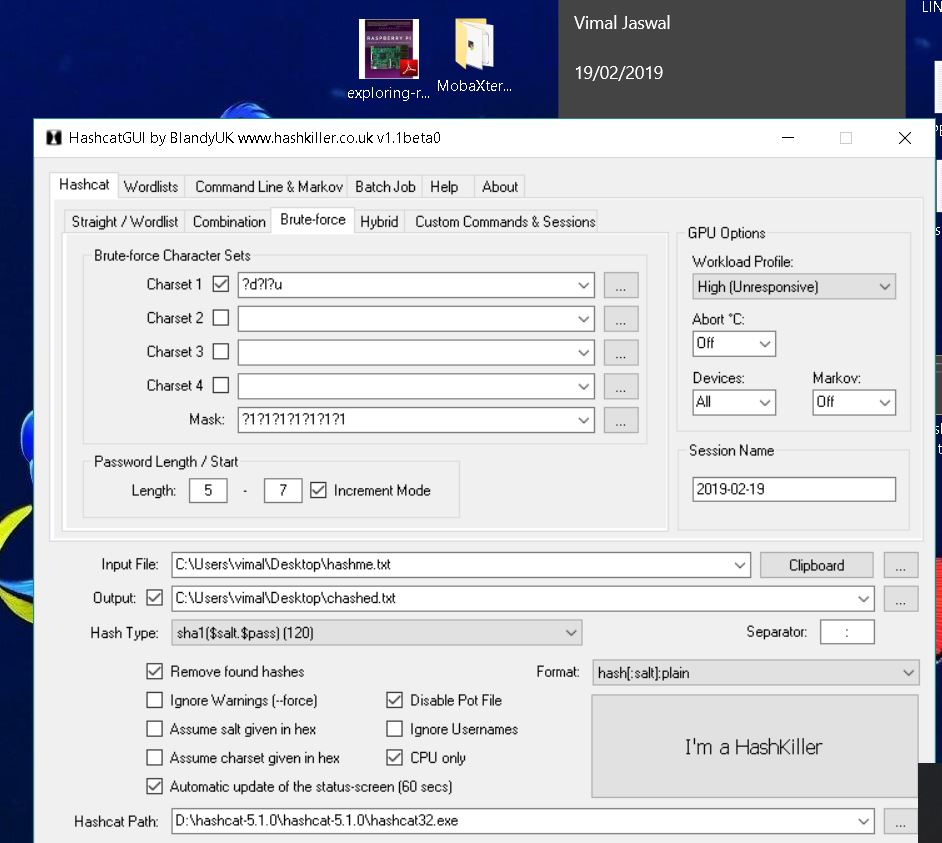 LIN
Vimal Jaswal
19/02/2019
RASPBERRY PI
exploring-r...
MobaXter...
HashcatGUI by BlandyUK www.hashkiller.co.uk v1.1beta0
Hashcat Wordlists Command Line & Markov Batch Job Help About
Straight / Wordlist Combination Brute-force Hybrid Custom Commands & Sessions
Brute-force Character Sets
Charset 1 ?d?l?u ...
Charset 2 ...
Charset 3 ...
Charset 4 ...
Mask: ?1?1?1?1?1?1?1 ...
Password Length / Start
Length: 5 - 7 Increment Mode
GPU Options
Workload Profile:
High (Unresponsive)
Abort °C:
Off
Devices: Markov:
All Off
Session Name
2019-02-19
Input File: C:\Users\vimal\Desktop\hashme.txt Clipboard ...
Output: C:\Users\vimal\Desktop\chashed.txt ...
Hash Type: sha1($salt.$pass) (120) Separator: :
Remove found hashes Format: hash[:salt]:plain
Ignore Warnings (--force) Disable Pot File
Assume salt given in hex Ignore Usernames
Assume charset given in hex CPU only
Automatic update of the status-screen (60 secs)
I'm a HashKiller
Hashcat Path: D:\hashcat-5.1.0\hashcat-5.1.0\hashcat32.exe ...